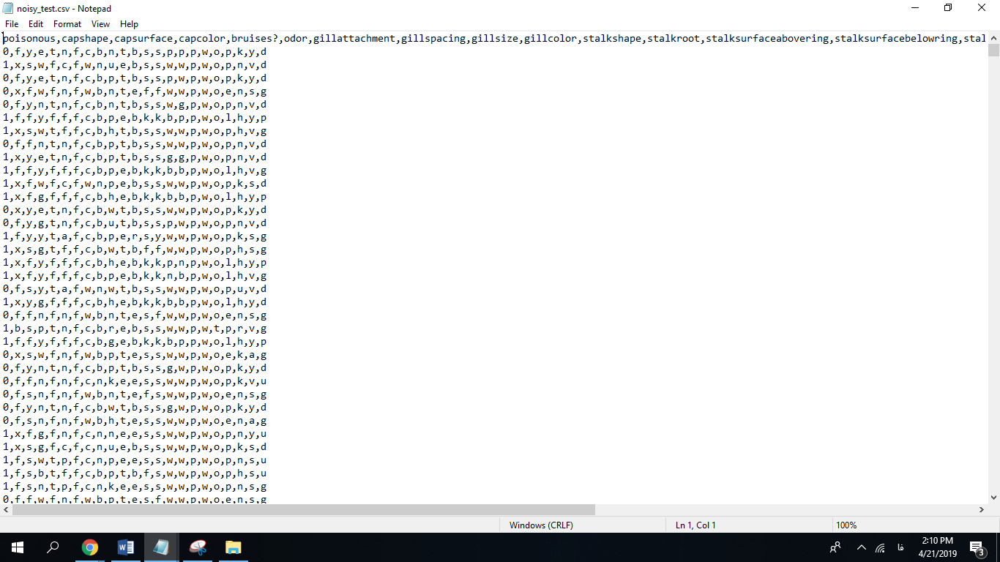 noisy_test.csv - Notepad
File Edit Format View Help
poisonous,capshape,capsurface,capcolor,bruises?,odor,gillattachment,gillspacing,gillsize,gillcolor,stalkshape,stalkroot,stalksurfaceabovering,stalksurfacebelowring,stal
0,f,y,e,t,n,f,c,b,n,t,b,s,s,p,p,p,w,o,p,k,y,d
1,x,s,w,f,c,f,w,n,u,e,b,s,s,w,w,p,w,o,p,n,v,d
0,f,y,e,t,n,f,c,b,p,t,b,s,s,p,w,p,w,o,p,k,y,d
0,x,f,w,f,n,f,w,b,n,t,e,f,f,w,w,p,w,o,e,n,s,g
0,f,y,n,t,n,f,c,b,n,t,b,s,s,w,g,p,w,o,p,n,v,d
1,f,f,y,f,f,f,c,b,p,e,b,k,k,b,p,p,w,o,l,h,y,p
1,x,s,w,t,f,f,c,b,h,t,b,s,s,w,w,p,w,o,p,h,v,g
0,f,f,n,t,n,f,c,b,p,t,b,s,s,w,w,p,w,o,p,n,v,d
1,x,y,e,t,n,f,c,b,p,t,b,s,s,g,g,p,w,o,p,n,v,d
1,f,f,y,f,f,f,c,b,p,e,b,k,k,b,b,p,w,o,l,h,v,g
1,x,f,w,f,c,f,w,n,p,e,b,s,s,w,w,p,w,o,p,k,s,d
1,x,f,g,f,f,f,c,b,h,e,b,k,k,b,b,p,w,o,l,h,y,p
0,x,y,e,t,n,f,c,b,w,t,b,s,s,w,w,p,w,o,p,k,y,d
0,f,y,g,t,n,f,c,b,u,t,b,s,s,p,w,p,w,o,p,n,v,d
1,f,y,y,t,a,f,c,b,p,e,r,s,y,w,w,p,w,o,p,k,s,g
1,x,s,g,t,f,f,c,b,w,t,b,f,f,w,w,p,w,o,p,h,s,g
1,x,f,y,f,f,f,c,b,h,e,b,k,k,p,n,p,w,o,l,h,y,p
1,x,f,y,f,f,f,c,b,p,e,b,k,k,n,b,p,w,o,l,h,v,g
0,f,s,y,t,a,f,w,n,w,t,b,s,s,w,w,p,w,o,p,u,v,d
1,x,y,g,f,f,f,c,b,h,e,b,k,k,b,b,p,w,o,l,h,y,d
0,f,f,n,f,n,f,w,b,n,t,e,s,f,w,w,p,w,o,e,n,s,g
1,b,s,p,t,n,f,c,b,r,e,b,s,s,w,w,p,w,t,p,r,v,g
1,f,f,y,f,f,f,c,b,g,e,b,k,k,b,p,p,w,o,l,h,y,p
0,x,s,w,f,n,f,w,b,p,t,e,s,s,w,w,p,w,o,e,k,a,g
0,f,y,n,t,n,f,c,b,p,t,b,s,s,g,w,p,w,o,p,k,y,d
0,f,f,n,f,n,f,c,n,k,e,e,s,s,w,w,p,w,o,p,k,v,u
0,f,s,n,f,n,f,w,b,n,t,e,f,s,w,w,p,w,o,e,n,s,g
0,f,y,n,t,n,f,c,b,w,t,b,s,s,g,w,p,w,o,p,k,y,d
0,f,s,n,f,n,f,w,b,h,t,e,s,s,w,w,p,w,o,e,n,a,g
1,x,f,g,f,n,f,c,n,n,e,e,s,s,w,w,p,w,o,p,n,y,u
1,x,s,g,f,c,f,c,n,u,e,b,s,s,w,w,p,w,o,p,k,s,d
1,f,s,w,t,p,f,c,n,p,e,e,s,s,w,w,p,w,o,p,n,s,u
1,f,s,b,t,f,f,c,b,p,t,b,f,s,w,w,p,w,o,p,h,s,u
1,f,s,n,t,p,f,c,n,k,e,e,s,s,w,w,p,w,o,p,n,s,g
0,f,f,w,f,n,f,w,b,p,t,e,s,f,w,w,p,w,o,e,n,s,g
Windows (CRLF) Ln 1, Col 1 100%
فا 2:10 PM
4/21/2019 3